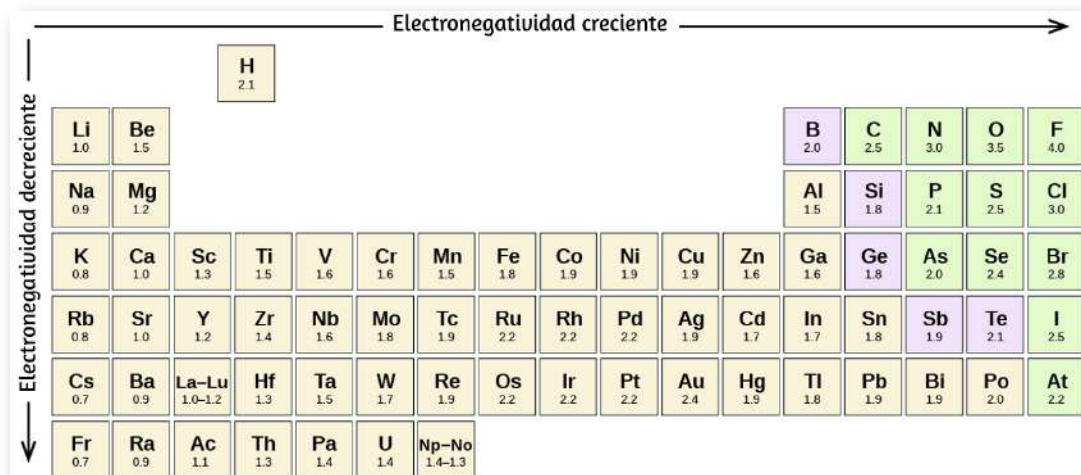 Electronegatividad creciente
Electronegatividad decreciente
H
2.1
Li Be B C N O F
1.0 1.5 2.0 2.5 3.0 3.5 4.0
Na Mg Al Si P S Cl
0.9 1.2 1.5 1.8 2.1 2.5 3.0
K Ca Sc Ti V Cr Mn Fe Co Ni Cu Zn Ga Ge As Se Br
0.8 1.0 1.3 1.5 1.6 1.6 1.5 1.8 1.9 1.9 1.9 1.6 1.6 1.8 2.0 2.4 2.8
Rb Sr Y Zr Nb Mo Tc Ru Rh Pd Ag Cd In Sn Sb Te I
0.8 1.0 1.2 1.4 1.6 1.8 1.9 2.2 2.2 2.2 1.9 1.7 1.7 1.8 1.9 2.1 2.5
Cs Ba La–Lu Hf Ta W Re Os Ir Pt Au Hg Tl Pb Bi Po At
0.7 0.9 1.0–1.2 1.3 1.5 1.7 1.9 2.2 2.2 2.2 2.4 1.9 1.8 1.9 1.9 2.0 2.2
Fr Ra Ac Th Pa U Np–No
0.7 0.9 1.1 1.3 1.4 1.4 1.4–1.3